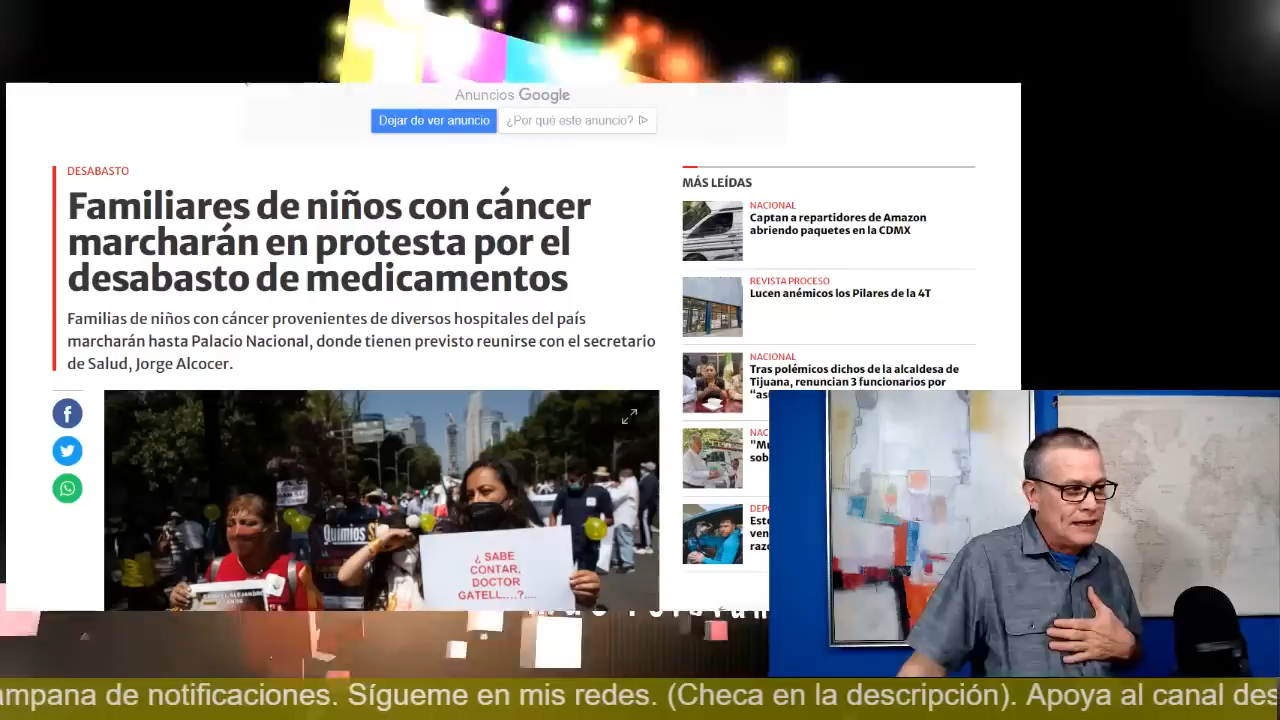 Anuncios Google
Dejar de ver anuncio
¿Por qué este anuncio?
DESABASTO
Familiares de niños con cáncer
marcharán en protesta por el
desabasto de medicamentos
Familias de niños con cáncer provenientes de diversos hospitales del país
marcharán hasta Palacio Nacional, donde tienen previsto reunirse con el secretario
de Salud, Jorge Alcocer.
Quimios
¿ SABE
CONTAR,
DOCTOR
GATELL....?....
MÁS LEÍDAS
NACIONAL
Captan a repartidores de Amazon
abriendo paquetes en la CDMX
REVISTA PROCESO
Lucen anémicos los Pilares de la 4T
NACIONAL
Tras polémicos dichos de la alcaldesa de
Tijuana, renuncian 3 funcionarios por
ampana de notificaciones. Sígueme en mis redes. (Checa en la descripción). Apoya al canal des